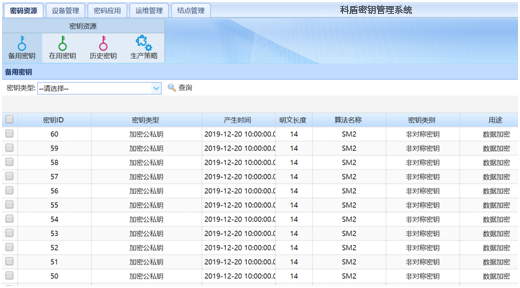 密码资源 设备管理 密码应用 运维管理 结点管理 科盾密钥管理系统
密钥资源
备用密钥 在用密钥 历史密钥 生产策略
备用密钥
密钥类型: --请选择-- 查询
密钥ID 密钥类型 产生时间 明文长度 算法名称 密钥类别 用途
60 加密公私钥 2019-12-20 10:00:00.0 14 SM2 非对称密钥 数据加密
59 加密公私钥 2019-12-20 10:00:00.0 14 SM2 非对称密钥 数据加密
58 加密公私钥 2019-12-20 10:00:00.0 14 SM2 非对称密钥 数据加密
57 加密公私钥 2019-12-20 10:00:00.0 14 SM2 非对称密钥 数据加密
56 加密公私钥 2019-12-20 10:00:00.0 14 SM2 非对称密钥 数据加密
55 加密公私钥 2019-12-20 10:00:00.0 14 SM2 非对称密钥 数据加密
54 加密公私钥 2019-12-20 10:00:00.0 14 SM2 非对称密钥 数据加密
53 加密公私钥 2019-12-20 10:00:00.0 14 SM2 非对称密钥 数据加密
52 加密公私钥 2019-12-20 10:00:00.0 14 SM2 非对称密钥 数据加密
51 加密公私钥 2019-12-20 10:00:00.0 14 SM2 非对称密钥 数据加密
50 加密公私钥 2019-12-20 10:00:00.0 14 SM2 非对称密钥 数据加密